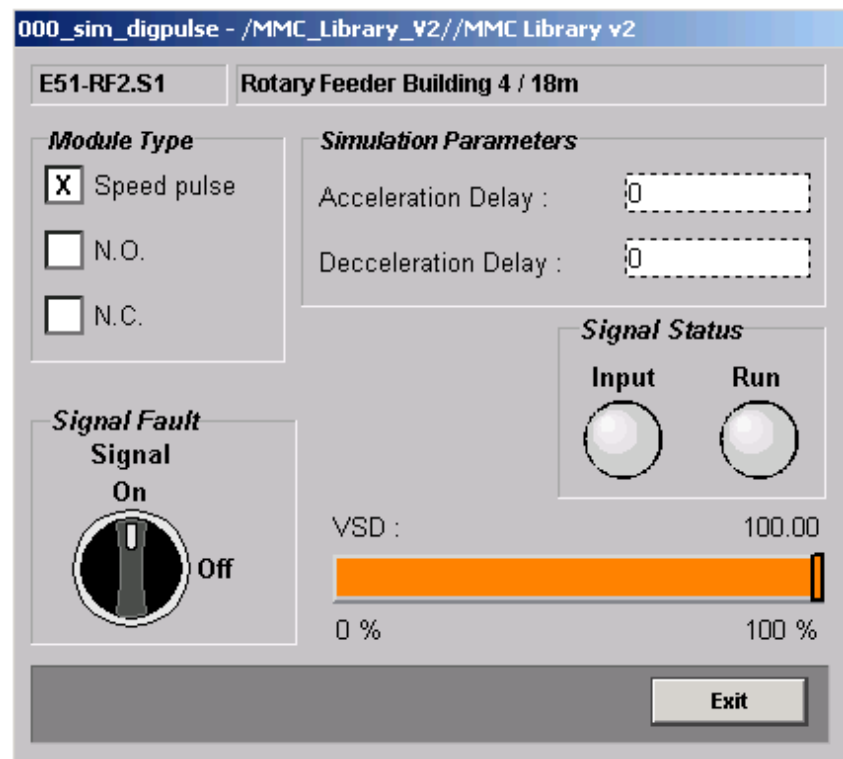 000_sim_digpulse - /MMC_Library_V2//MMC Library v2
E51-RF2.S1 Rotary Feeder Building 4 / 18m
Module Type
X Speed pulse
N.O.
N.C.
Simulation Parameters
Acceleration Delay : 0
Decceleration Delay : 0
Signal Status
Input Run
Signal Fault
Signal
On
Off
VSD : 100.00
0 % 100 %
Exit